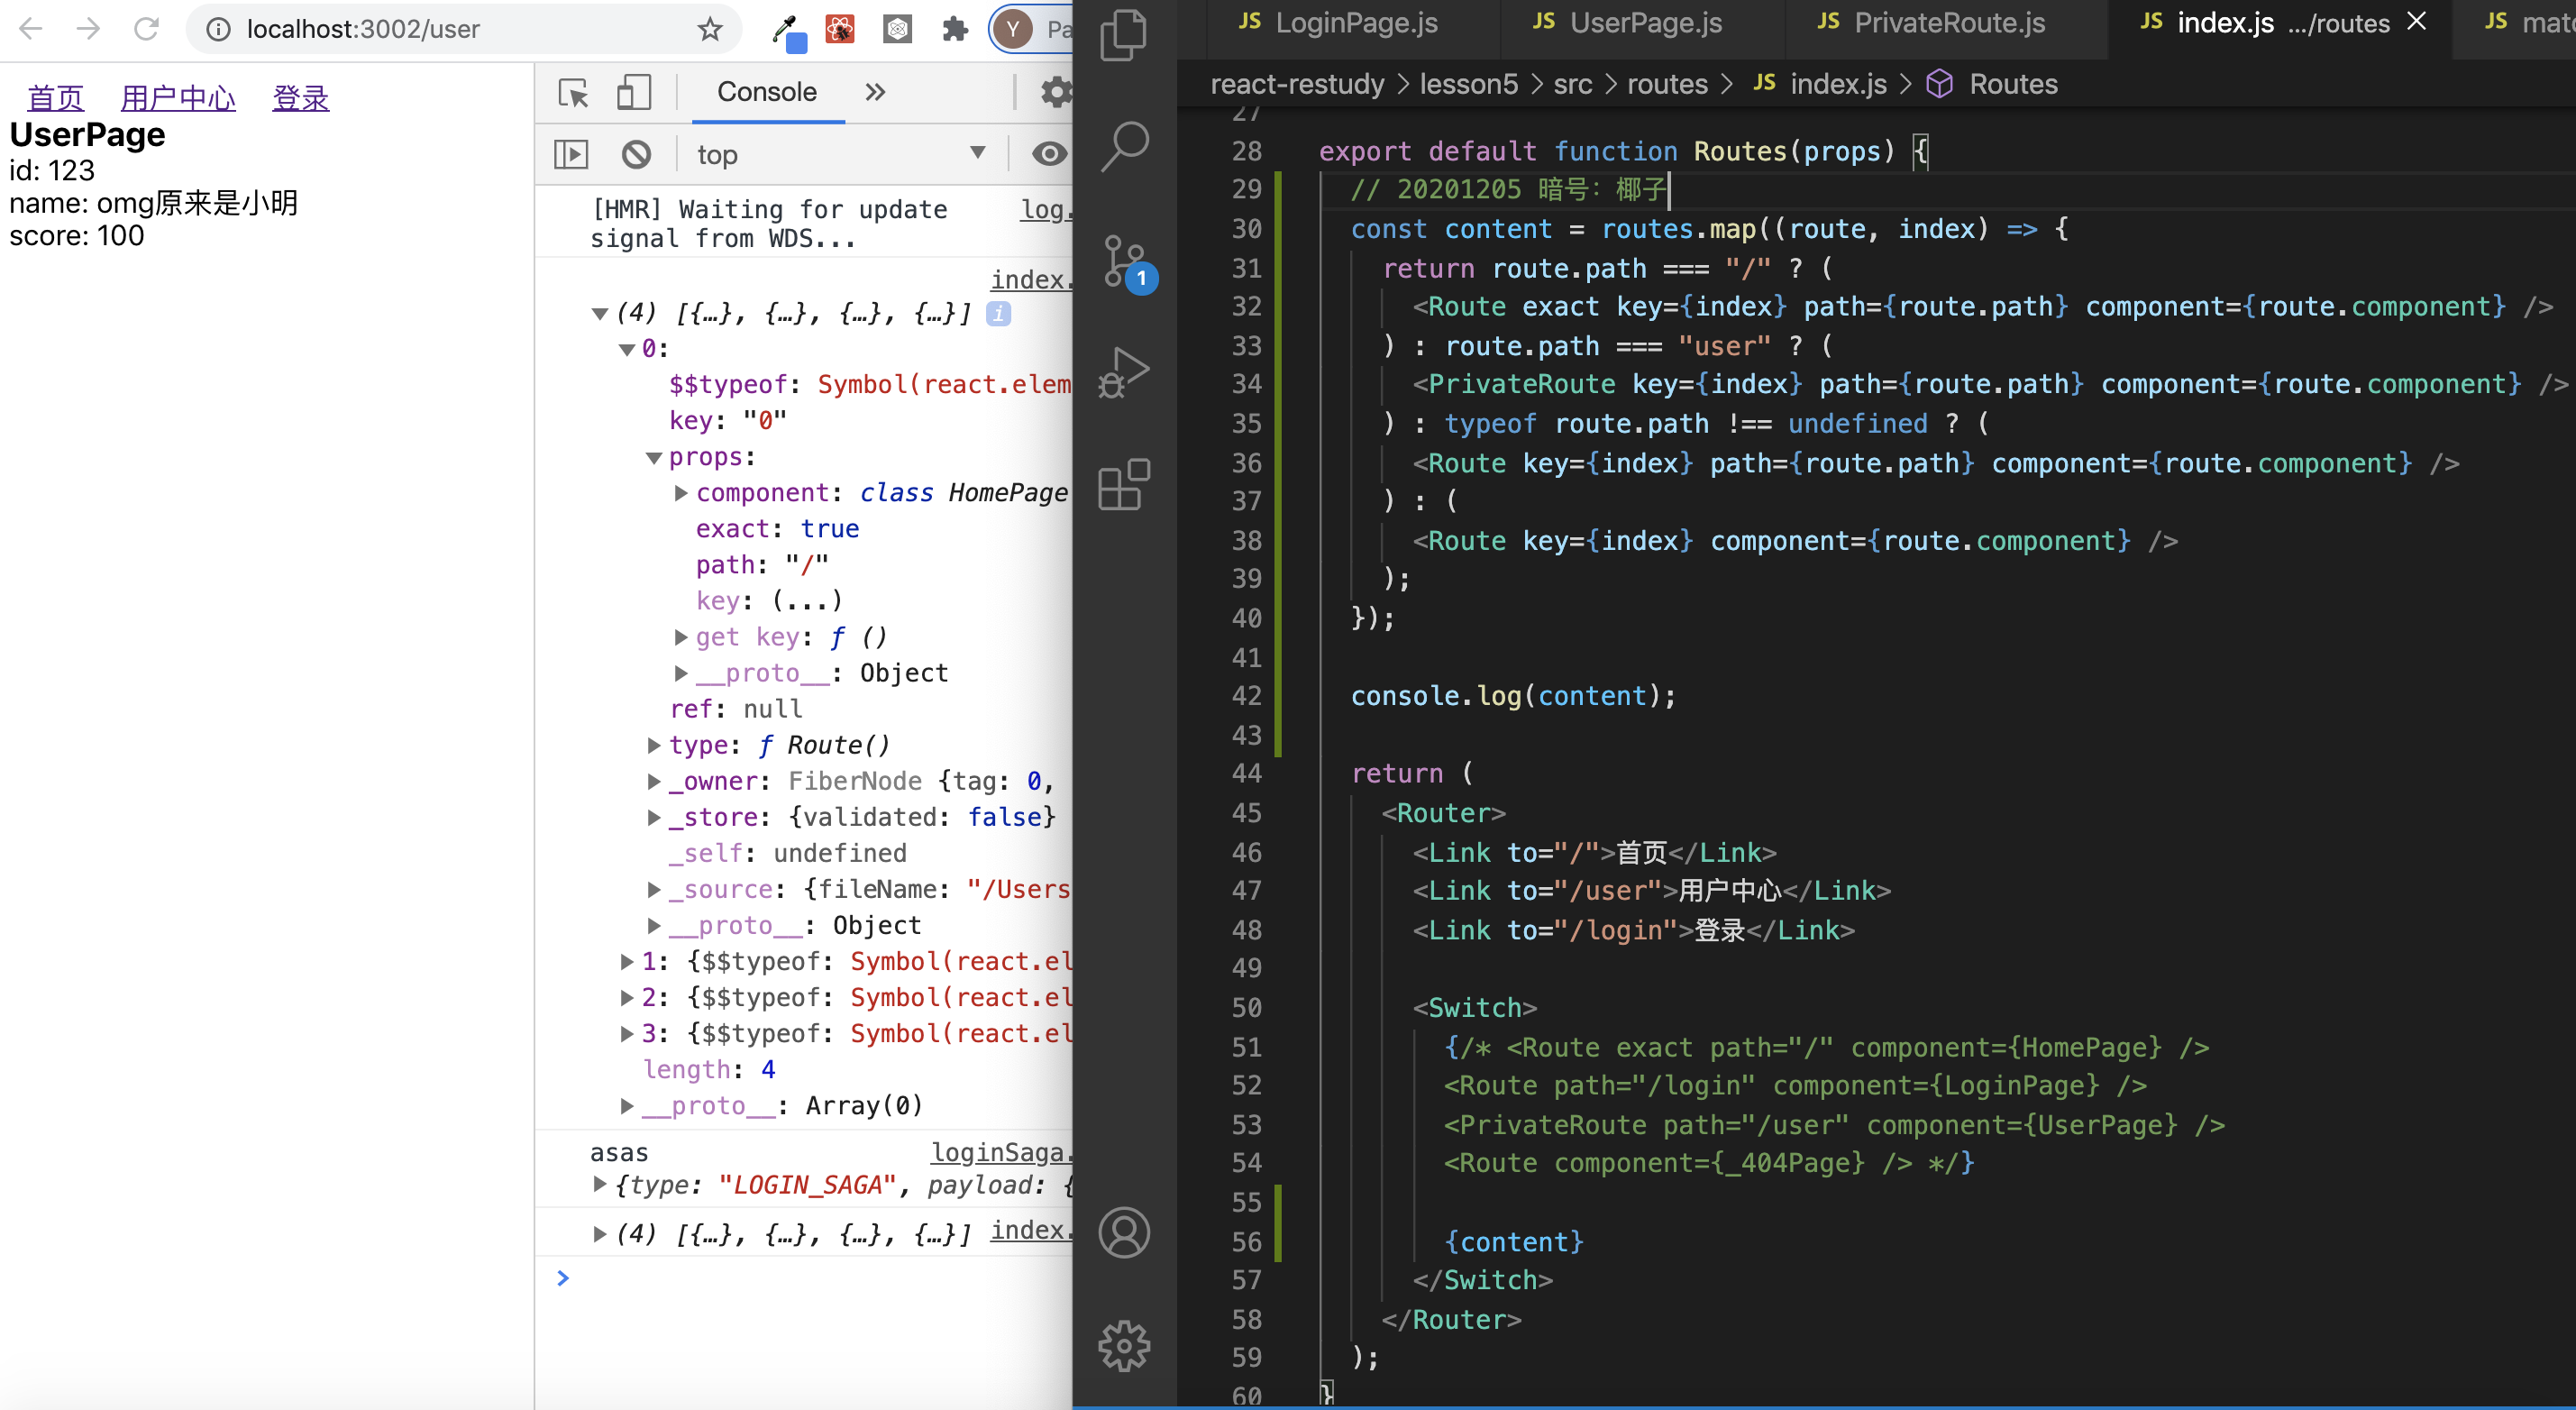 localhost:3002/user
Y
Pa
首页 用户中心 登录
UserPage
id: 123
name: omg原来是小明
score: 100
Console
top
[HMR] Waiting for update signal from WDS...
log.
index.
(4) [{…}, {…}, {…}, {…}] i
0:
$$typeof: Symbol(react.elem
key: "0"
props:
component: class HomePage
exact: true
path: "/"
key: (...)
get key: ƒ ()
__proto__: Object
ref: null
type: ƒ Route()
_owner: FiberNode {tag: 0,
_store: {validated: false}
_self: undefined
_source: {fileName: "/Users
__proto__: Object
1: {$$typeof: Symbol(react.el
2: {$$typeof: Symbol(react.el
3: {$$typeof: Symbol(react.el
length: 4
__proto__: Array(0)
asas
loginSaga.
{type: "LOGIN_SAGA", payload: {
(4) [{…}, {…}, {…}, {…}]
index.
1
JS LoginPage.js JS UserPage.js JS PrivateRoute.js JS index.js .../routes JS mat
react-restudy > lesson5 > src > routes > JS index.js > Routes
27
28 export default function Routes(props) {
29 // 20201205 暗号：椰子
30 const content = routes.map((route, index) => {
31 return route.path === "/" ? (
32 <Route exact key={index} path={route.path} component={route.component} />
33 ) : route.path === "user" ? (
34 <PrivateRoute key={index} path={route.path} component={route.component} />
35 ) : typeof route.path !== undefined ? (
36 <Route key={index} path={route.path} component={route.component} />
37 ) : (
38 <Route key={index} component={route.component} />
39 );
40 });
41
42 console.log(content);
43
44 return (
45 <Router>
46 <Link to="/">首页</Link>
47 <Link to="/user">用户中心</Link>
48 <Link to="/login">登录</Link>
49
50 <Switch>
51 {/* <Route exact path="/" component={HomePage} />
52 <Route path="/login" component={LoginPage} />
53 <PrivateRoute path="/user" component={UserPage} />
54 <Route component={_404Page} /> */}
55
56 {content}
57 </Switch>
58 </Router>
59 );
60 }